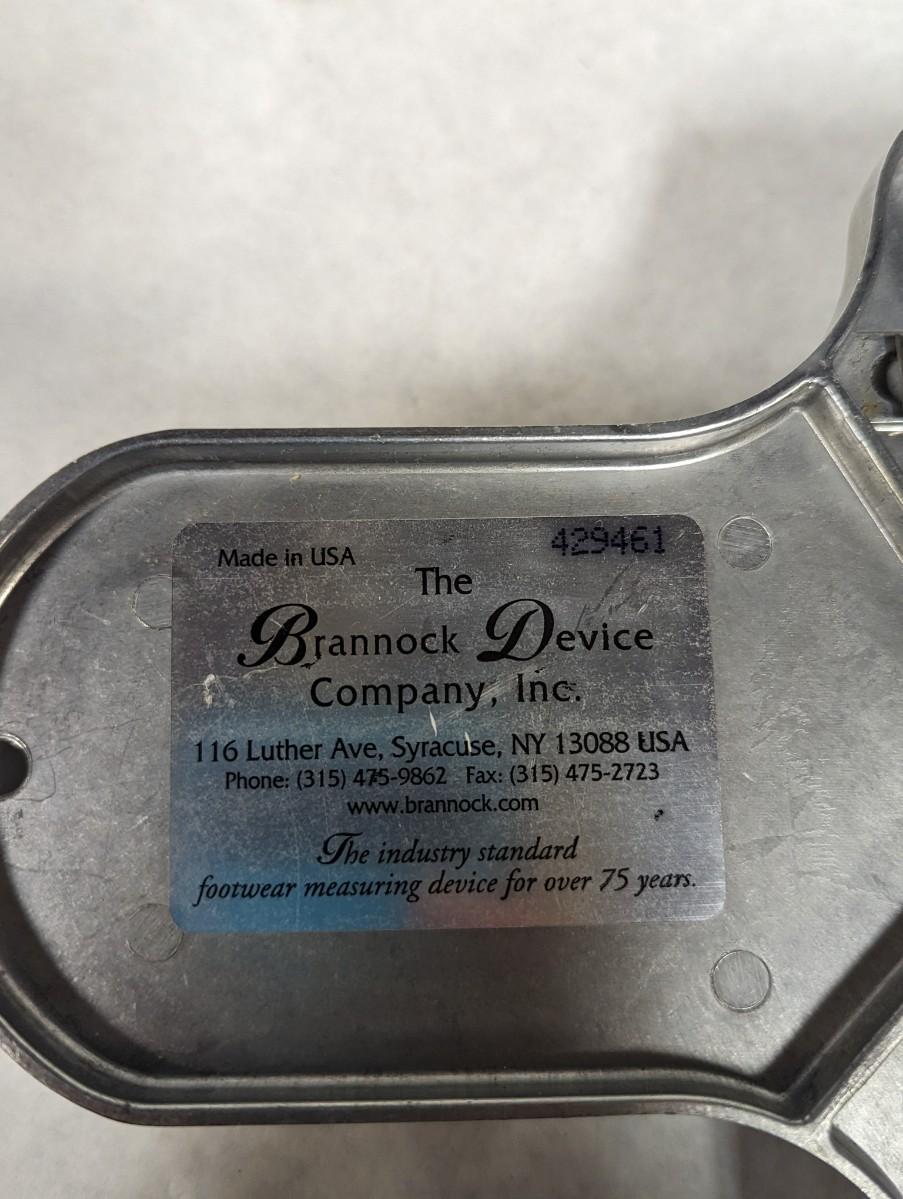 Made in USA 429461
The
Brannock Device
Company, Inc.
116 Luther Ave, Syracuse, NY 13088 USA
Phone: (315) 475-9862 Fax: (315) 475-2723
www.brannock.com
The industry standard
footwear measuring device for over 75 years.